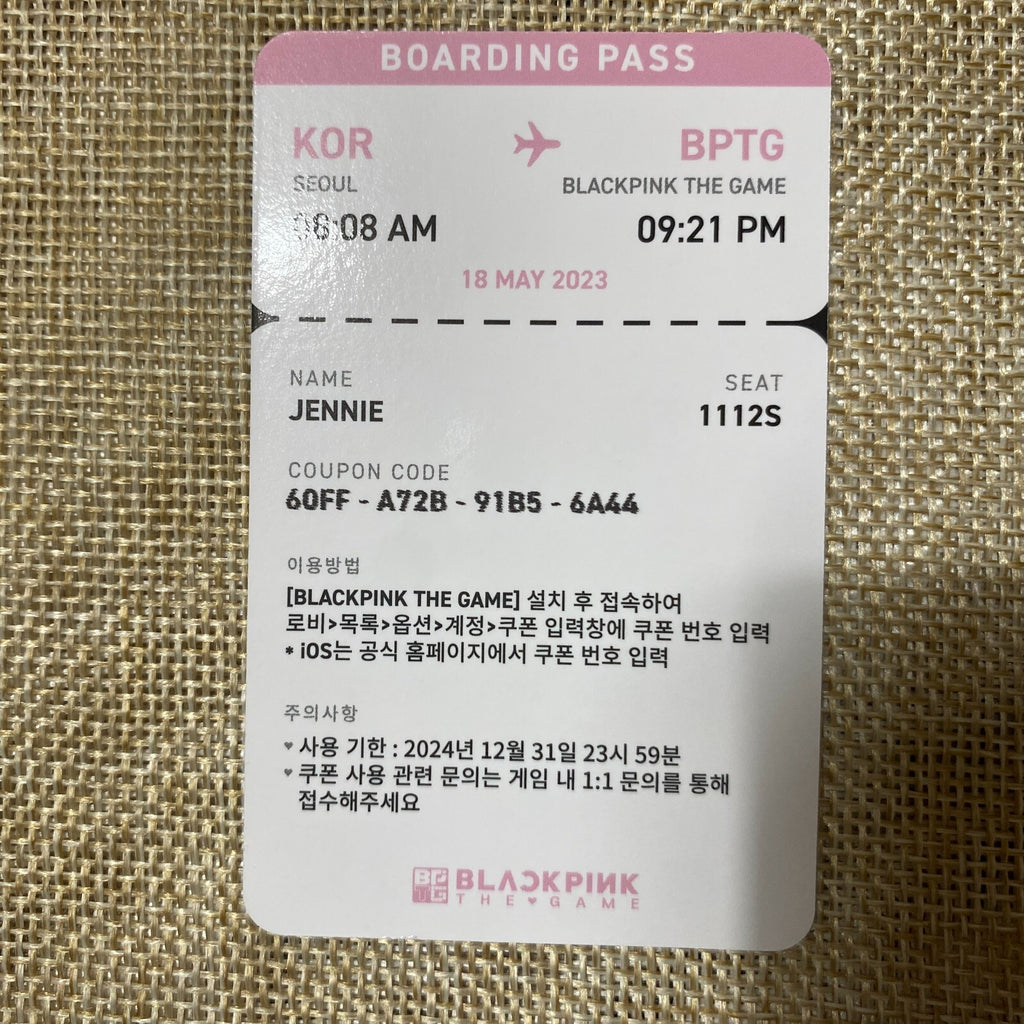 BOARDING PASS
KOR BPTG
SEOUL BLACKPINK THE GAME
08:08 AM 09:21 PM
18 MAY 2023
NAME SEAT
JENNIE 1112S
COUPON CODE
60FF - A72B - 91B5 - 6A44
이용방법
[BLACKPINK THE GAME] 설치 후 접속하여
로비>목록>옵션>계정>쿠폰 입력창에 쿠폰 번호 입력
* iOS는 공식 홈페이지에서 쿠폰 번호 입력
주의사항
♥ 사용 기한 : 2024년 12월 31일 23시 59분
♥ 쿠폰 사용 관련 문의는 게임 내 1:1 문의를 통해
접수해주세요
BPTG BLACKPINK
THE♥GAME